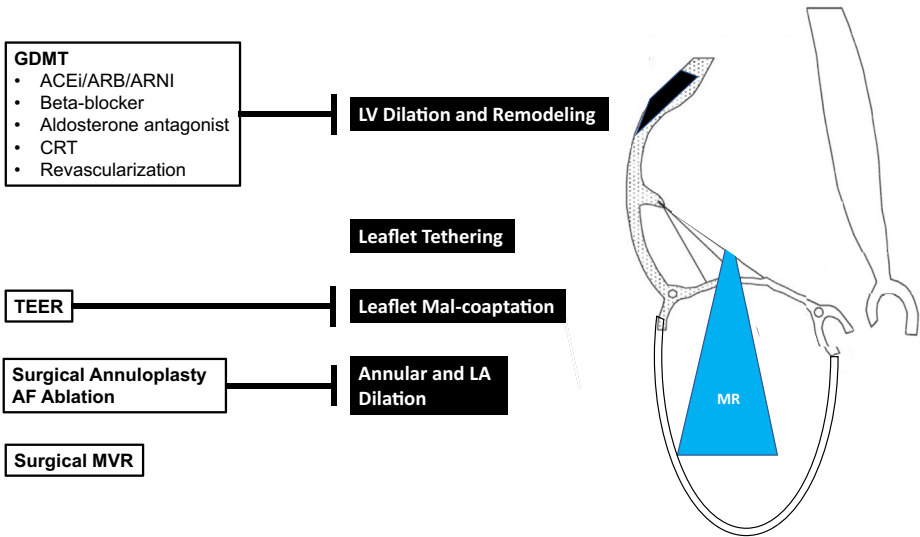 GDMT
• ACEi/ARB/ARNI
• Beta-blocker
• Aldosterone antagonist
• CRT
• Revascularization
LV Dilation and Remodeling
Leaflet Tethering
TEER
Leaflet Mal-coaptation
Surgical Annuloplasty
AF Ablation
Annular and LA
Dilation
Surgical MVR
MR